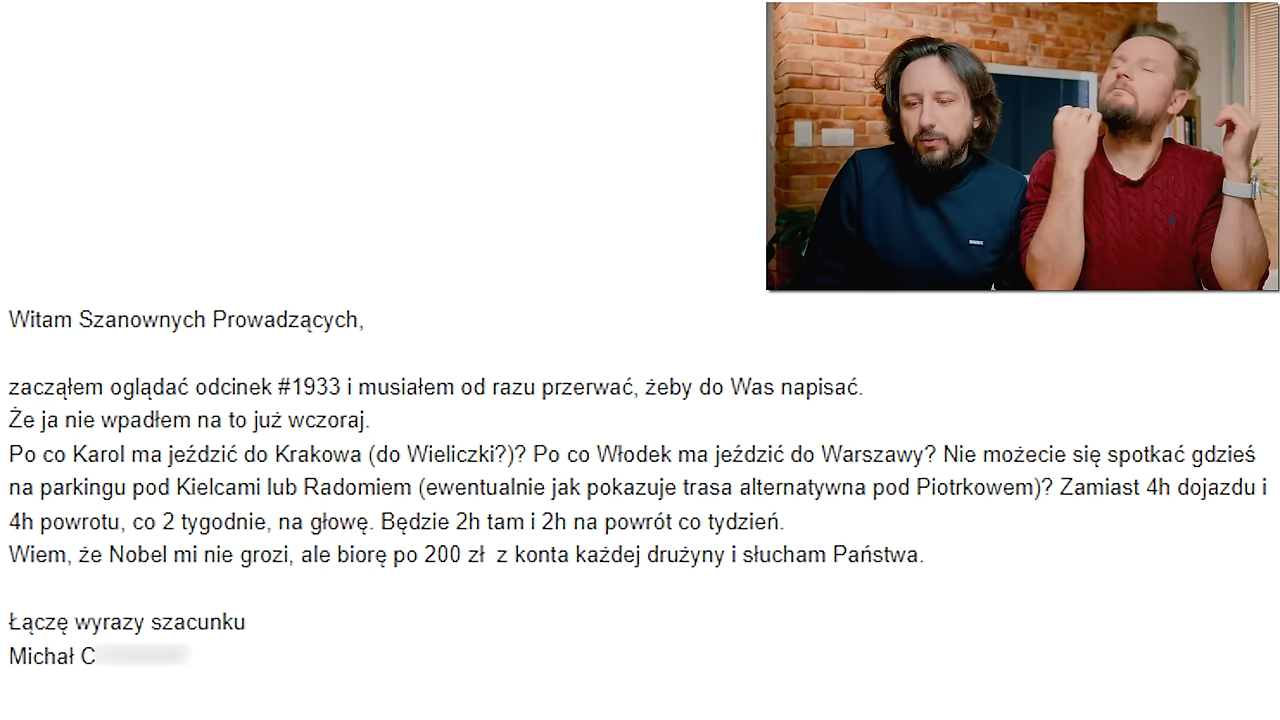 Witam Szanownych Prowadzących,
zacząłem oglądać odcinek #1933 i musiałem od razu przerwać, żeby do Was napisać.
Że ja nie wpadłem na to już wczoraj.
Po co Karol ma jeździć do Krakowa (do Wieliczki?)? Po co Włodek ma jeździć do Warszawy? Nie możecie się spotkać gdzieś
na parkingu pod Kielcami lub Radomiem (ewentualnie jak pokazuje trasa alternatywna pod Piotrkowem)? Zamiast 4h dojazdu i
4h powrotu, co 2 tygodnie, na głowę. Będzie 2h tam i 2h na powrót co tydzień.
Wiem, że Nobel mi nie grozi, ale biorę po 200 zł  z konta każdej drużyny i słucham Państwa.
Łączę wyrazy szacunku
Michał C